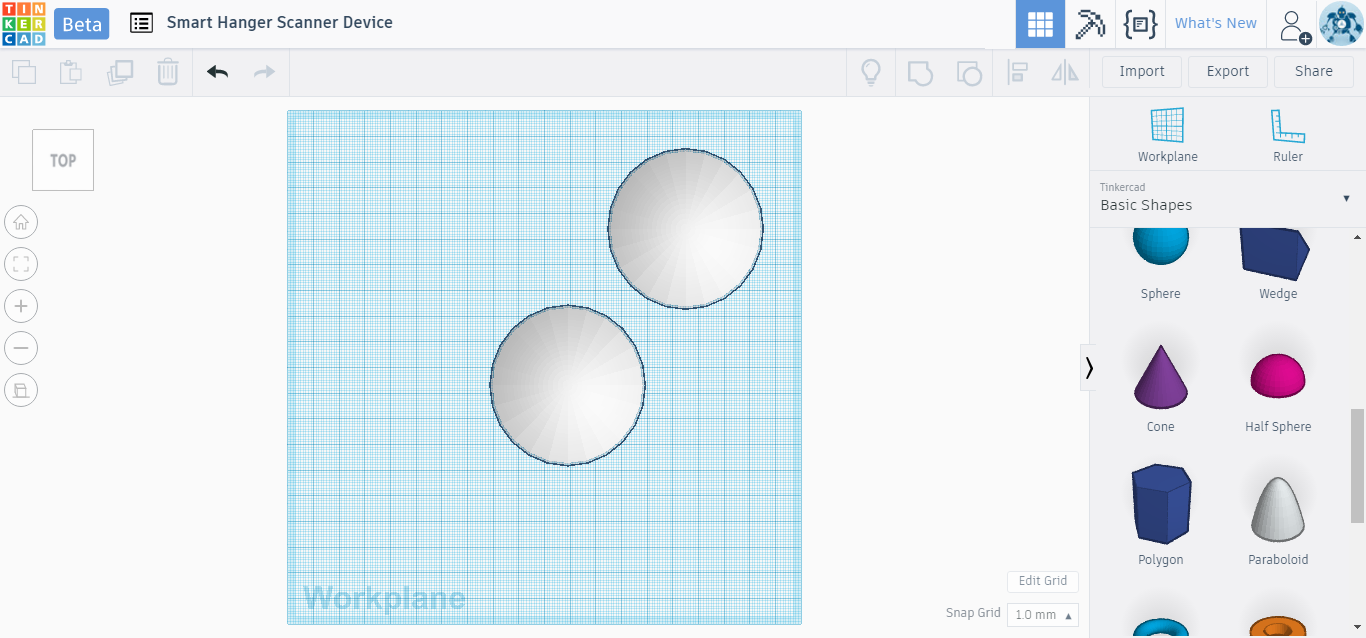 TIN
KER
CAD
Beta
Smart Hanger Scanner Device
What's New
Import
Export
Share
TOP
Workplane
Ruler
Tinkercad
Basic Shapes
Sphere
Wedge
Cone
Half Sphere
Polygon
Paraboloid
Workplane
Edit Grid
Snap Grid
1.0 mm